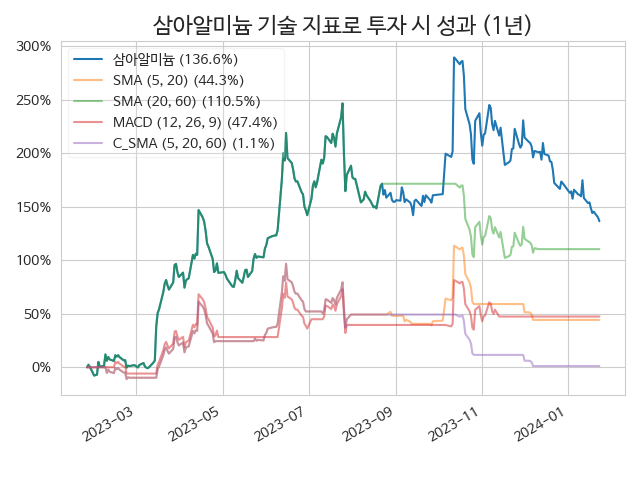 삼아알미늄 기술 지표로 투자 시 성과 (1년)
300%
250%
200%
150%
100%
50%
0%
삼아알미늄 (136.6%)
SMA (5, 20) (44.3%)
SMA (20, 60) (110.5%)
MACD (12, 26, 9) (47.4%)
C_SMA (5, 20, 60) (1.1%)
2023-03
2023-05
2023-07
2023-09
2023-11
2024-01